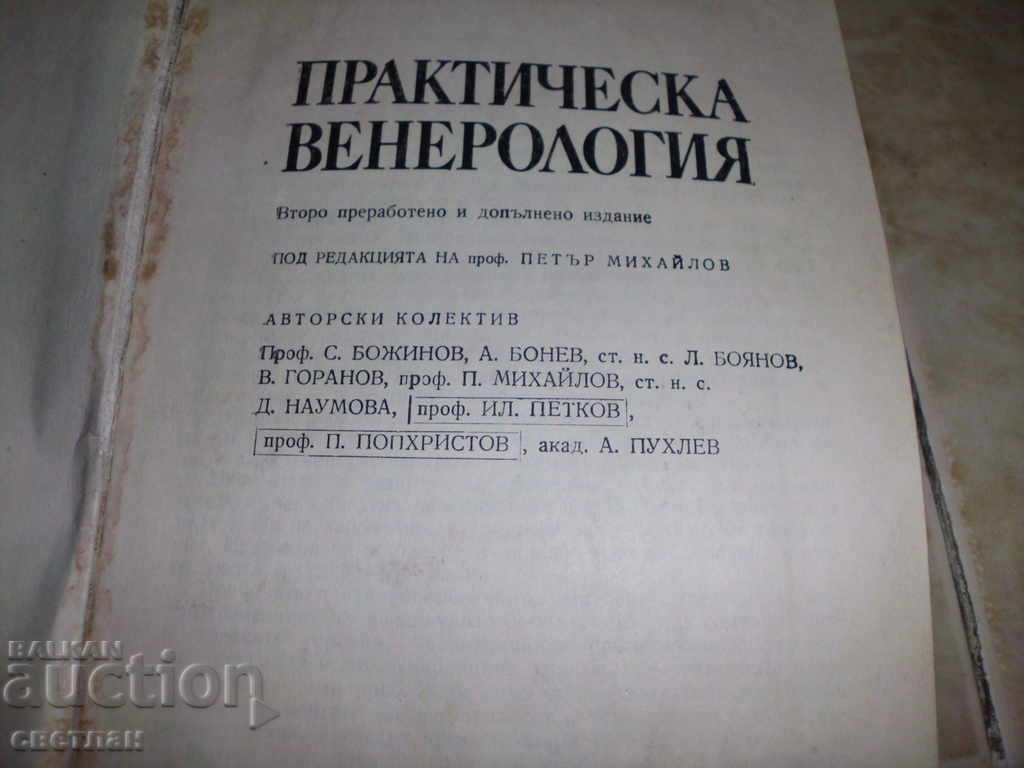 ПРАКТИЧЕСКА
ВЕНЕРОЛОГИЯ
Второ преработено и допълнено издание
ПОД РЕДАКЦИЯТА НА проф. ПЕТЪР МИХАЙЛОВ
АВТОРСКИ КОЛЕКТИВ
Проф. С. БОЖИНОВ, А. БОНЕВ, ст. н. с. Л. БОЯНОВ,
В. ГОРАНОВ, проф. П. МИХАЙЛОВ, ст. н. с.
Д. НАУМОВА, проф. ИЛ. ПЕТКОВ,
проф. П. ПОПХРИСТОВ, акад. А. ПУХЛЕВ
BALKAN
auction
светлан